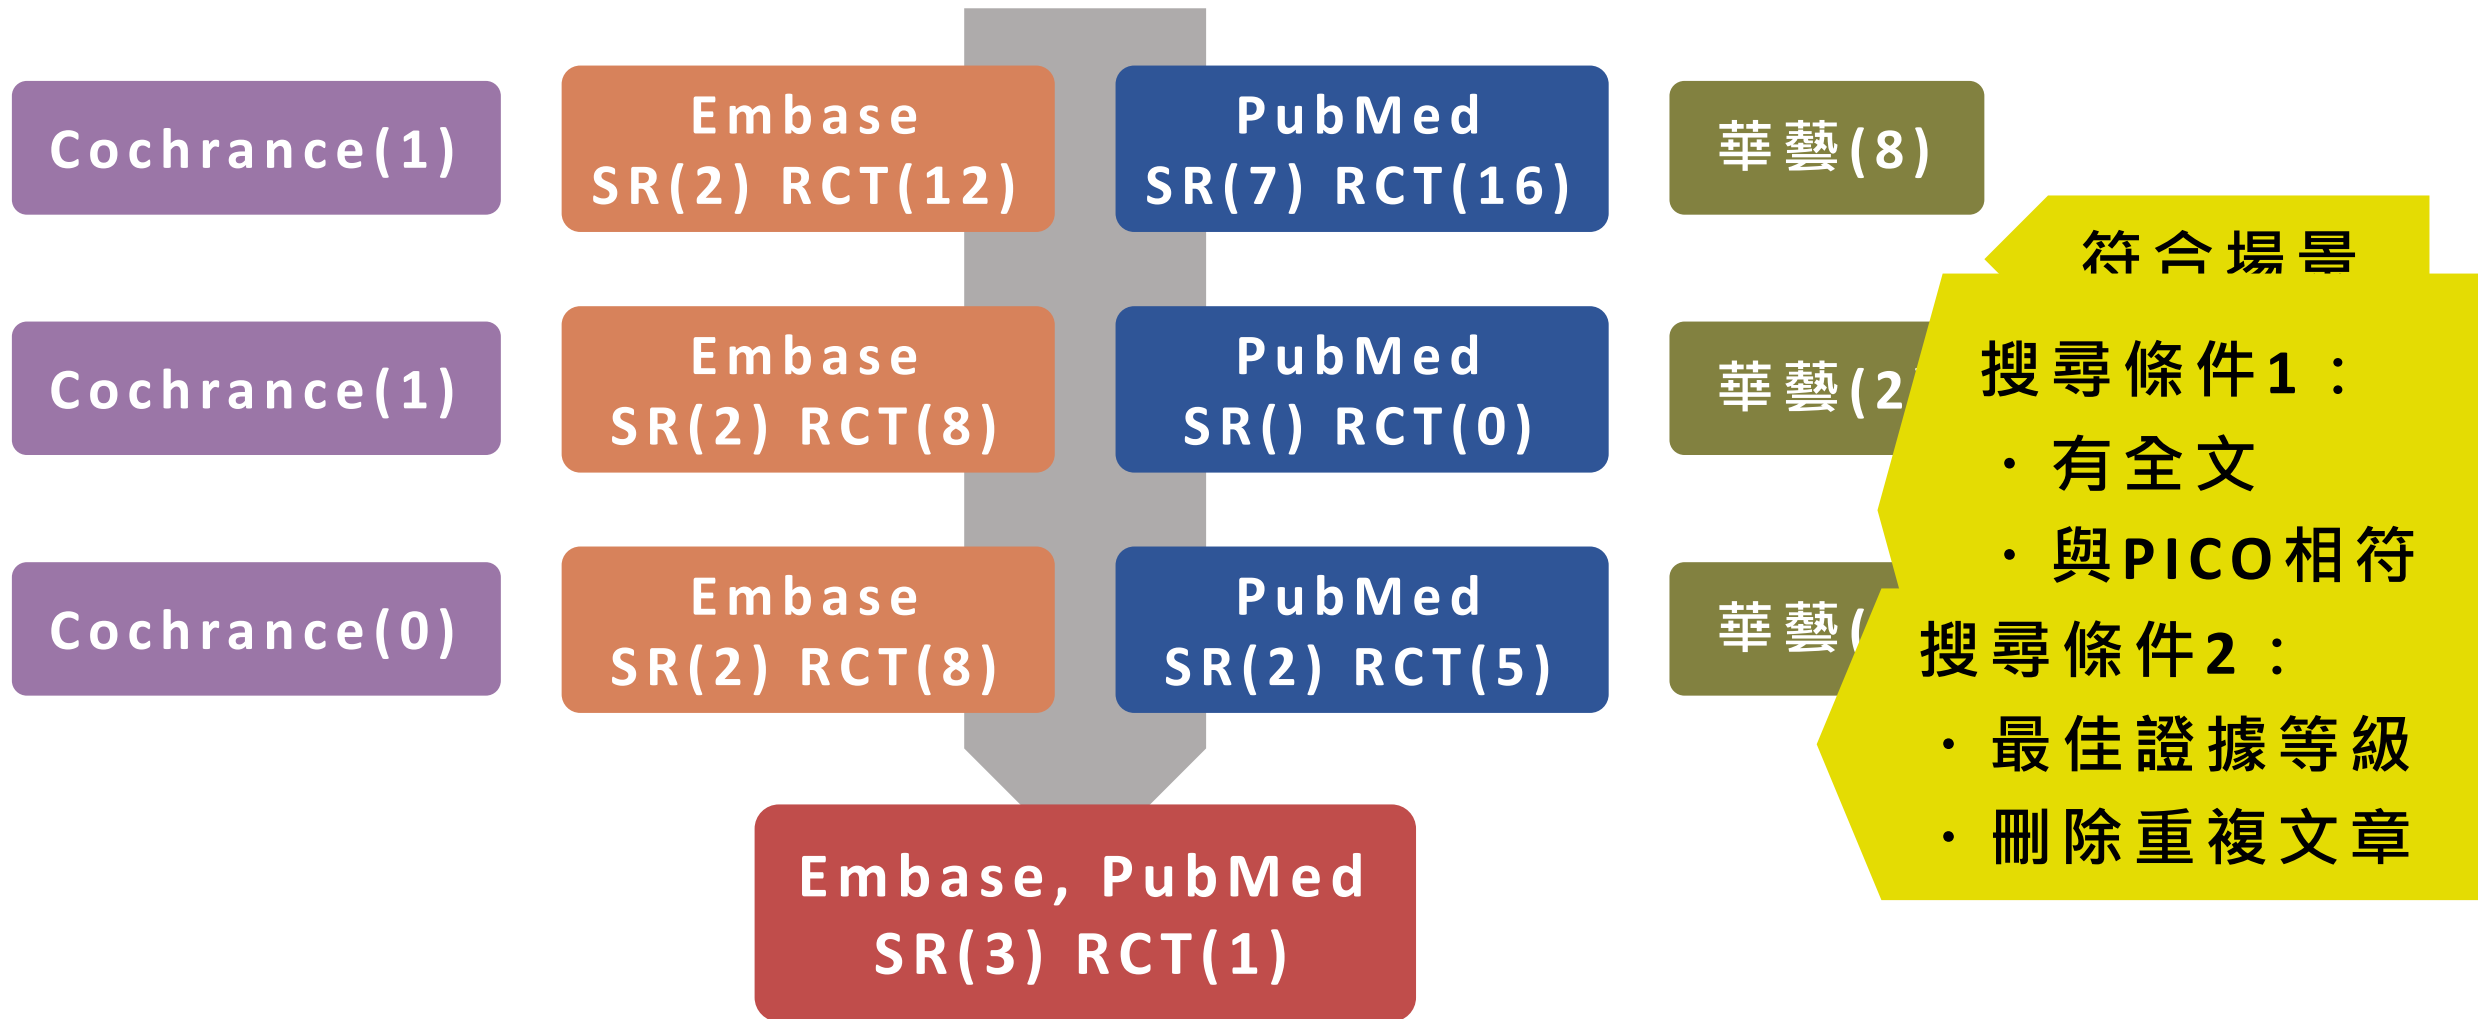 Cochrance(1)
Embase
SR(2) RCT(12)
PubMed
SR(7) RCT(16)
華藝(8)
符合場景
Cochrance(1)
Embase
SR(2) RCT(8)
PubMed
SR() RCT(0)
華藝(2
搜尋條件1：
・有全文
・與PICO相符
Cochrance(0)
Embase
SR(2) RCT(8)
PubMed
SR(2) RCT(5)
華藝(
搜尋條件2：
・最佳證據等級
・刪除重複文章
Embase, PubMed
SR(3) RCT(1)